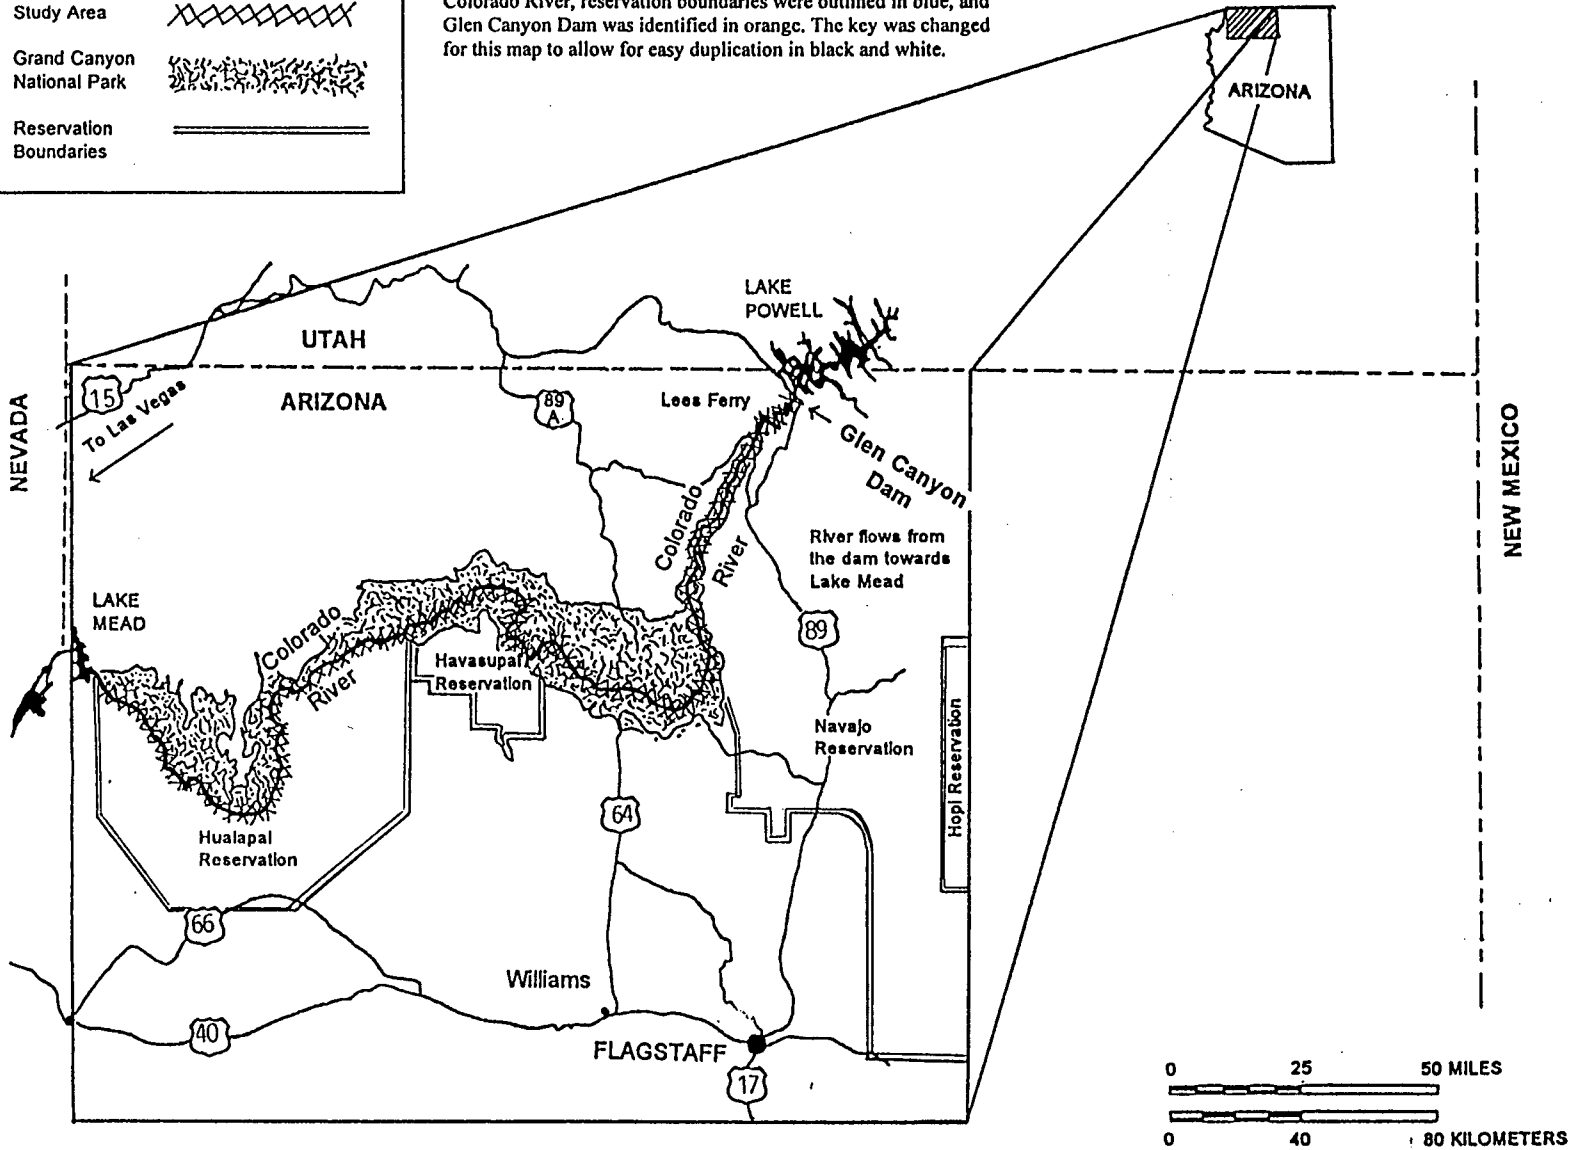 Study Area
Grand Canyon
National Park
Reservation
Boundaries
Colorado River, reservation boundaries were outlined in blue, and
Glen Canyon Dam was identified in orange. The key was changed
for this map to allow for easy duplication in black and white.
ARIZONA
LAKE
POWELL
UTAH
ARIZONA
NEVADA
15
To Las Vegas
89
A
Lees Ferry
Glen Canyon
Dam
Colorado
River
River flows from
the dam towards
Lake Mead
NEW MEXICO
LAKE
MEAD
Colorado
River
89
Havasupai
Reservation
Navajo
Reservation
Hopi Reservation
64
Hualapai
Reservation
66
Williams
40
FLAGSTAFF
17
0 25 50 MILES
0 40 80 KILOMETERS